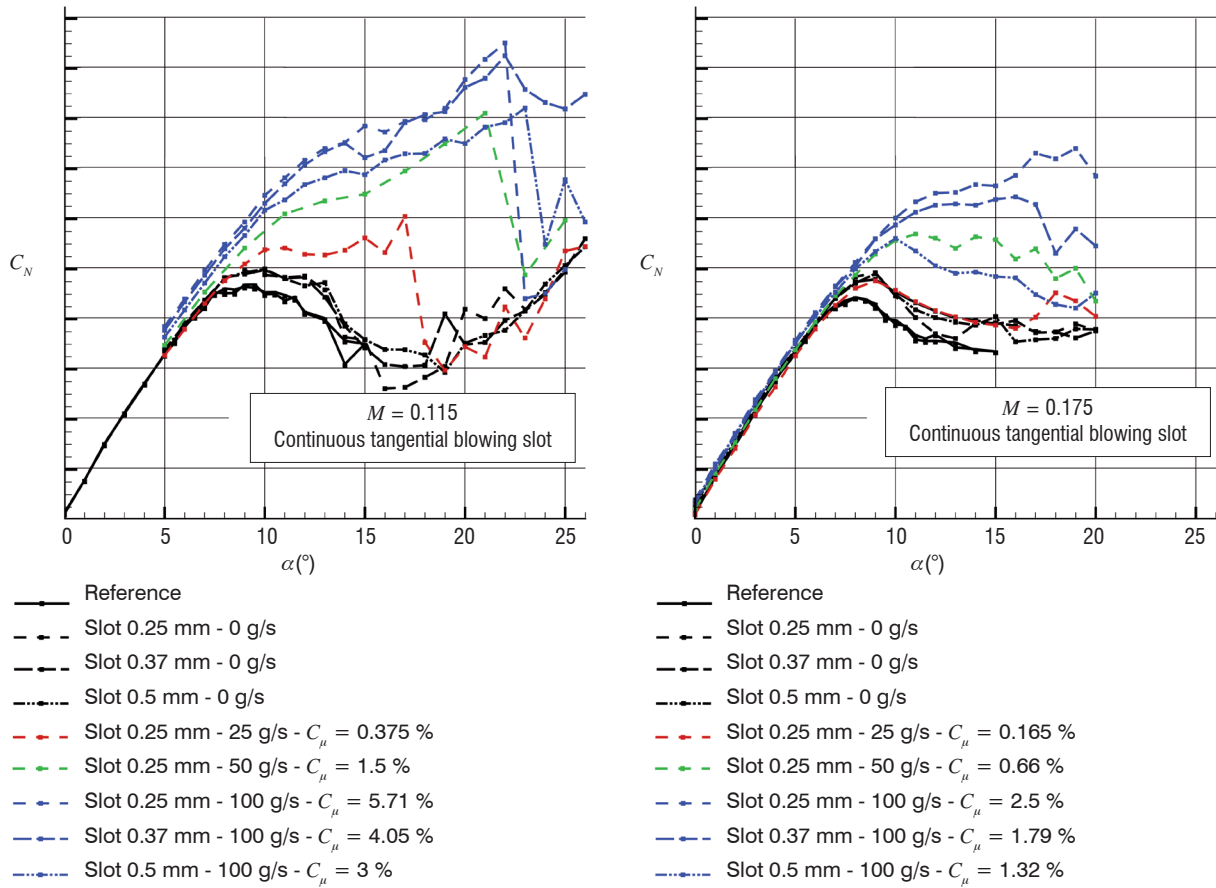 C_N
M = 0.115
Continuous tangential blowing slot
0 5 10 15 20 25
α(°)
Reference
Slot 0.25 mm - 0 g/s
Slot 0.37 mm - 0 g/s
Slot 0.5 mm - 0 g/s
Slot 0.25 mm - 25 g/s - C_μ = 0.375 %
Slot 0.25 mm - 50 g/s - C_μ = 1.5 %
Slot 0.25 mm - 100 g/s - C_μ = 5.71 %
Slot 0.37 mm - 100 g/s - C_μ = 4.05 %
Slot 0.5 mm - 100 g/s - C_μ = 3 %
C_N
M = 0.175
Continuous tangential blowing slot
0 5 10 15 20 25
α(°)
Reference
Slot 0.25 mm - 0 g/s
Slot 0.37 mm - 0 g/s
Slot 0.5 mm - 0 g/s
Slot 0.25 mm - 25 g/s - C_μ = 0.165 %
Slot 0.25 mm - 50 g/s - C_μ = 0.66 %
Slot 0.25 mm - 100 g/s - C_μ = 2.5 %
Slot 0.37 mm - 100 g/s - C_μ = 1.79 %
Slot 0.5 mm - 100 g/s - C_μ = 1.32 %